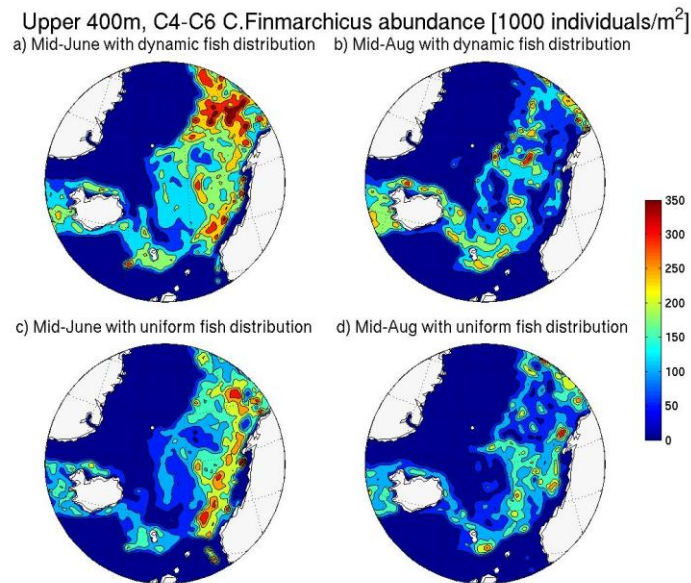 Upper 400m, C4-C6 C.Finmarchicus abundance [1000 individuals/m²]
a) Mid-June with dynamic fish distribution
b) Mid-Aug with dynamic fish distribution
350
300
250
200
150
100
50
0
c) Mid-June with uniform fish distribution
d) Mid-Aug with uniform fish distribution